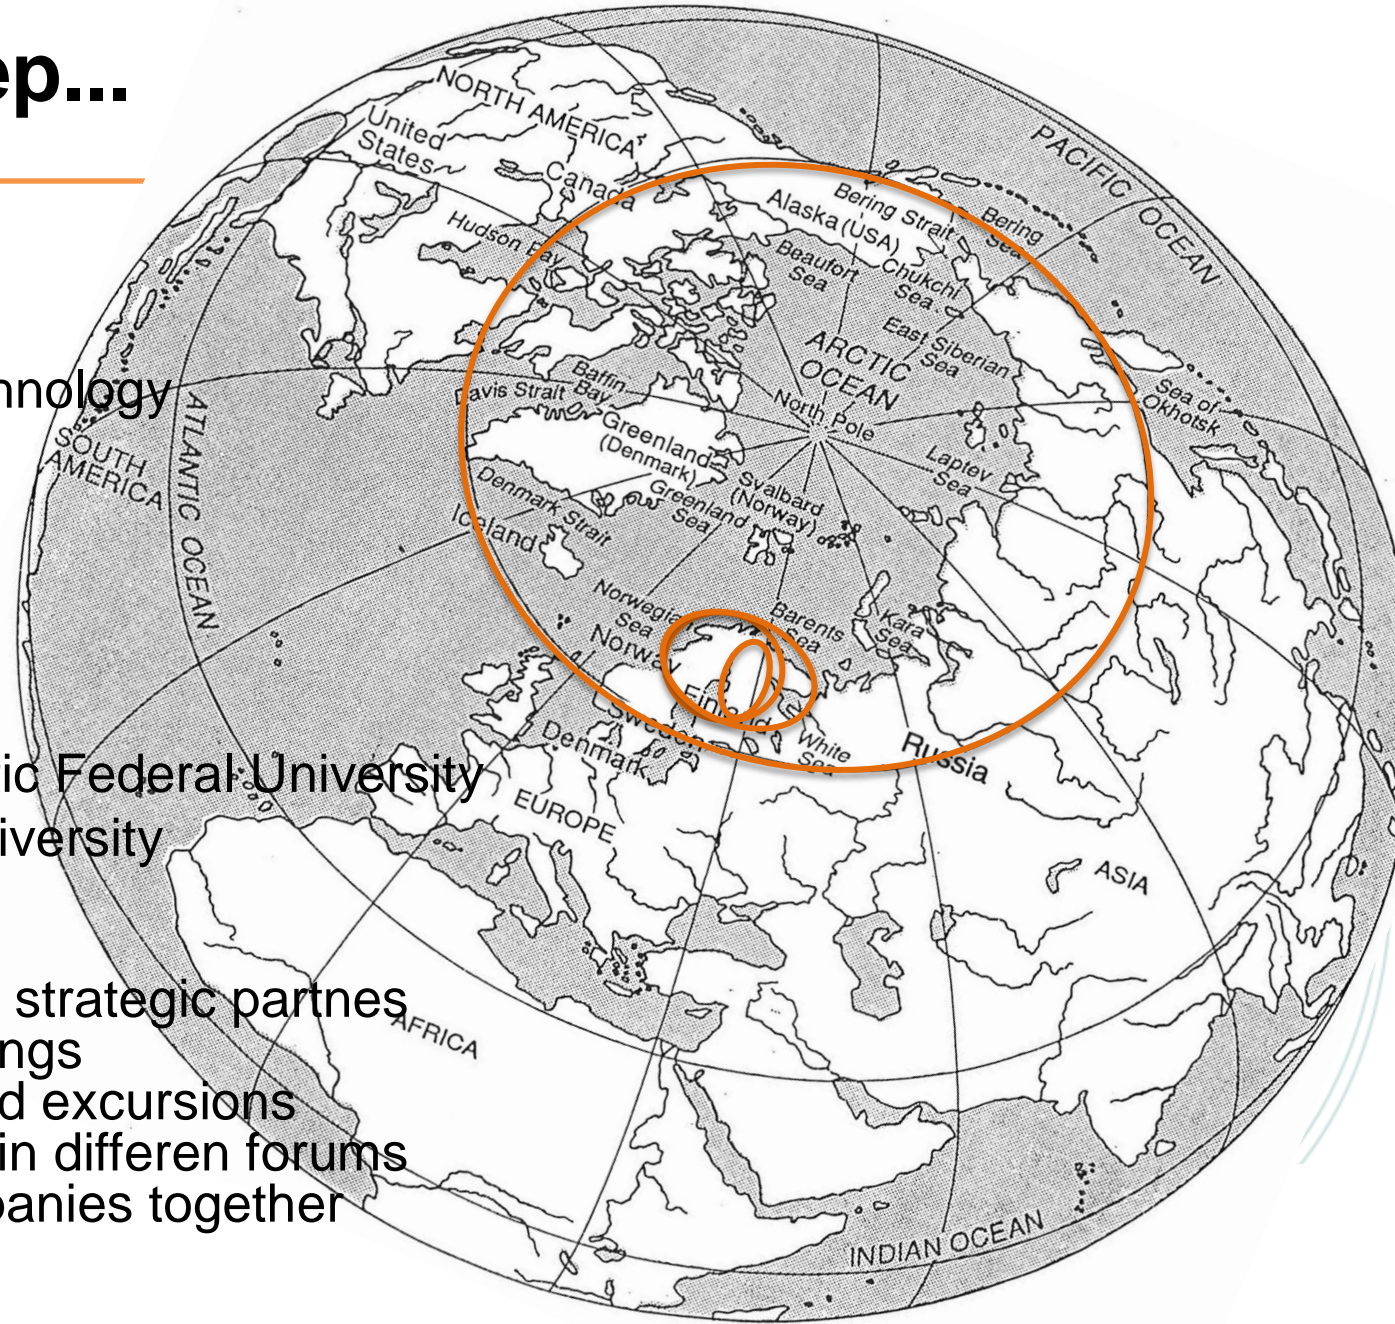 ep...
NORTH AMERICA
United
States
Canada
Hudson Bay
PACIFIC OCEAN
Alaska (USA)
Bering Strait
Bering
Sea
Beaufort
Sea
Chukchi
Sea
East Siberian
Sea
ARCTIC
OCEAN
North Pole
Baffin
Bay
Davis Strait
hnology
Sea of
Okhotsk
SOUTH
AMERICA
ATLANTIC OCEAN
Greenland
(Denmark)
Laptev
Sea
Denmark Strait
Greenland
Sea
Svalbard
(Norway)
Iceland
Norwegian
Sea
Barents
Sea
Kara
Sea
Norway
Finland
Sweden
Denmark
White
Sea
Russia
ic Federal University
EUROPE
iversity
ASIA
strategic partnes
AFRICA
ngs
d excursions
in differen forums
panies together
INDIAN OCEAN